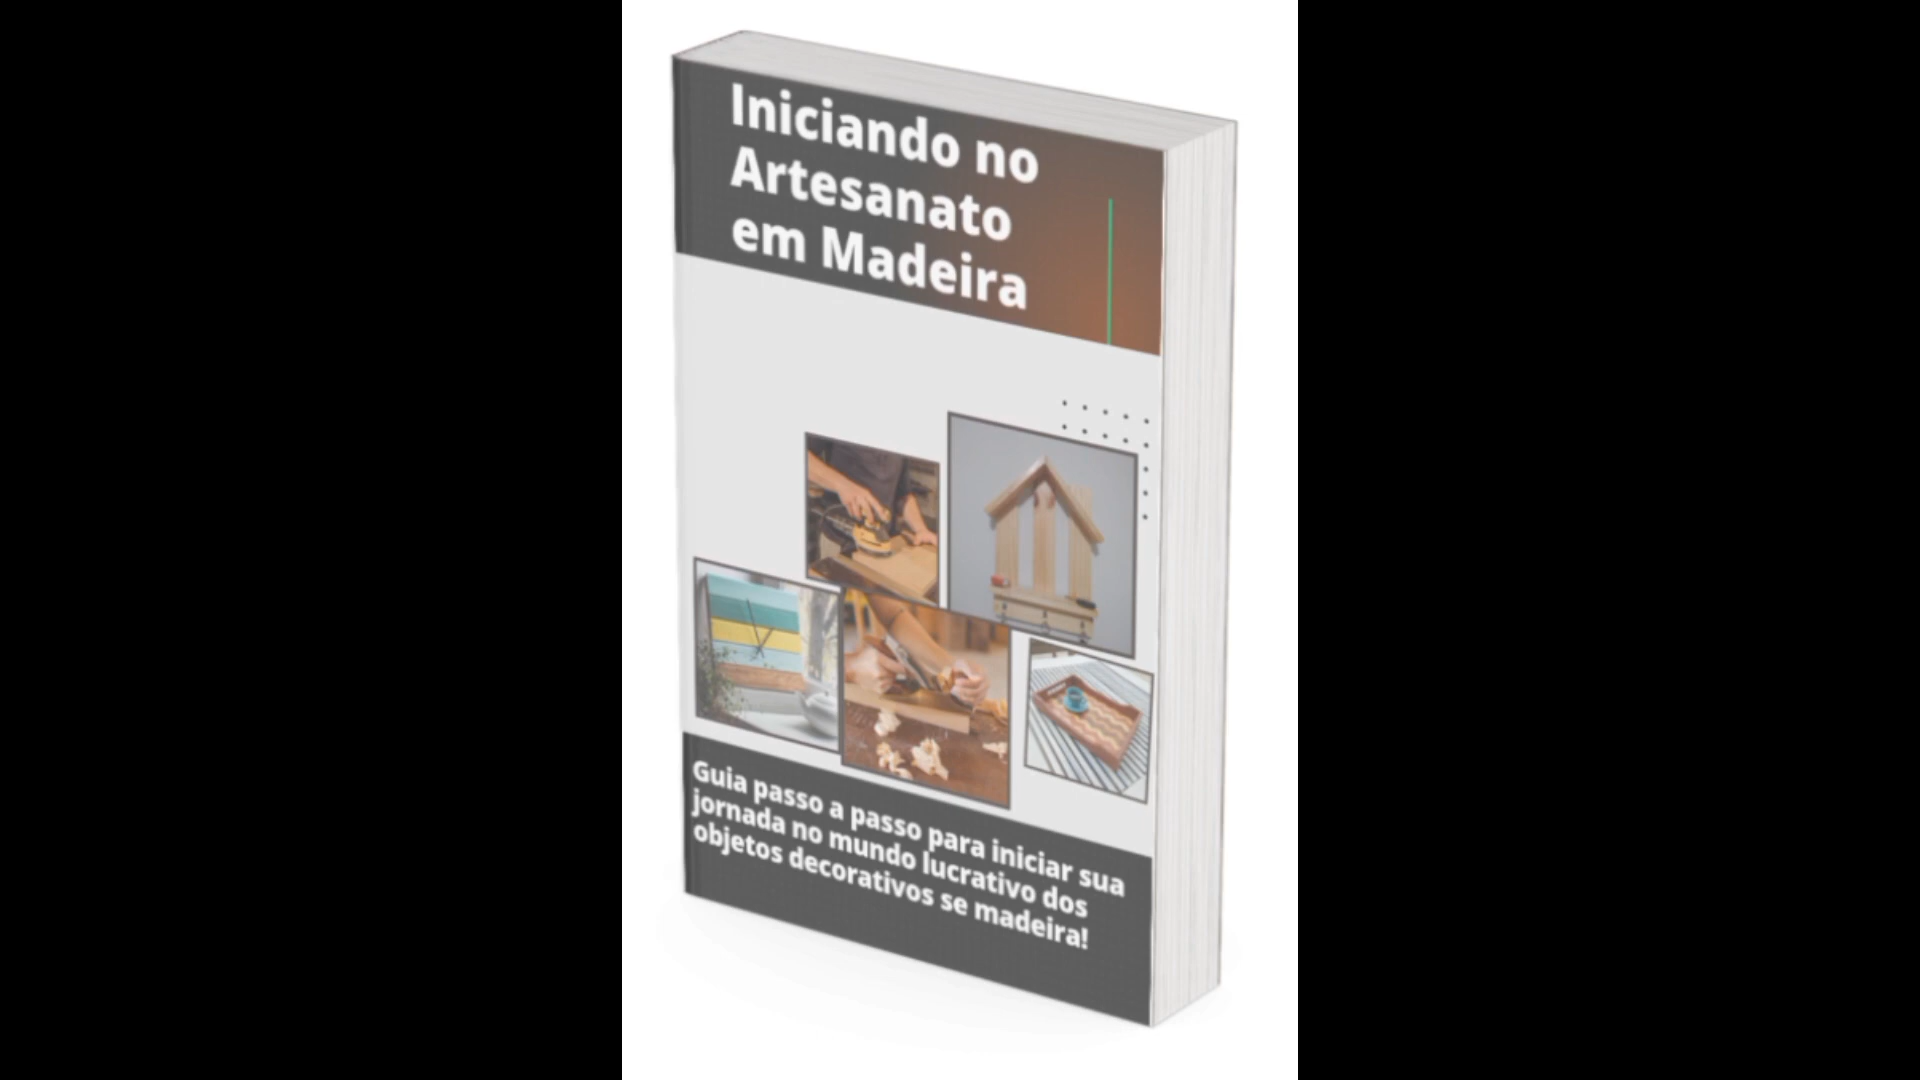 Iniciando no
Artesanato
em Madeira
Guia passo a passo para iniciar sua
jornada no mundo lucrativo dos
objetos decorativos se madeira!